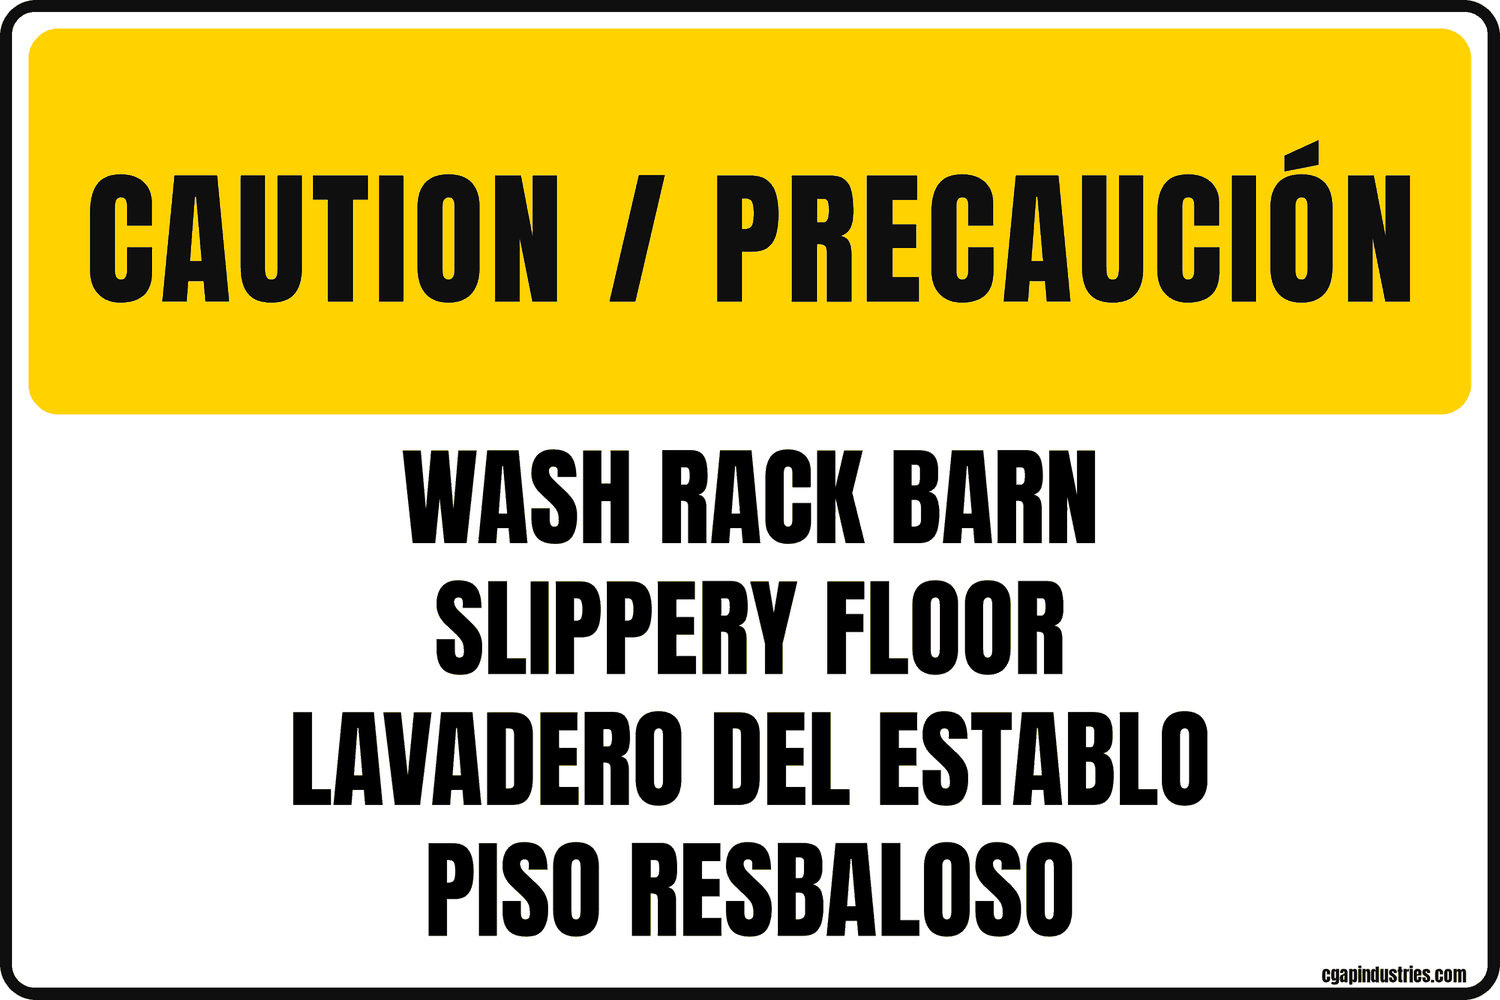 CAUTION / PRECAUCIÓN
WASH RACK BARN
SLIPPERY FLOOR
LAVADERO DEL ESTABLO
PISO RESBALOSO
cgapindustries.com